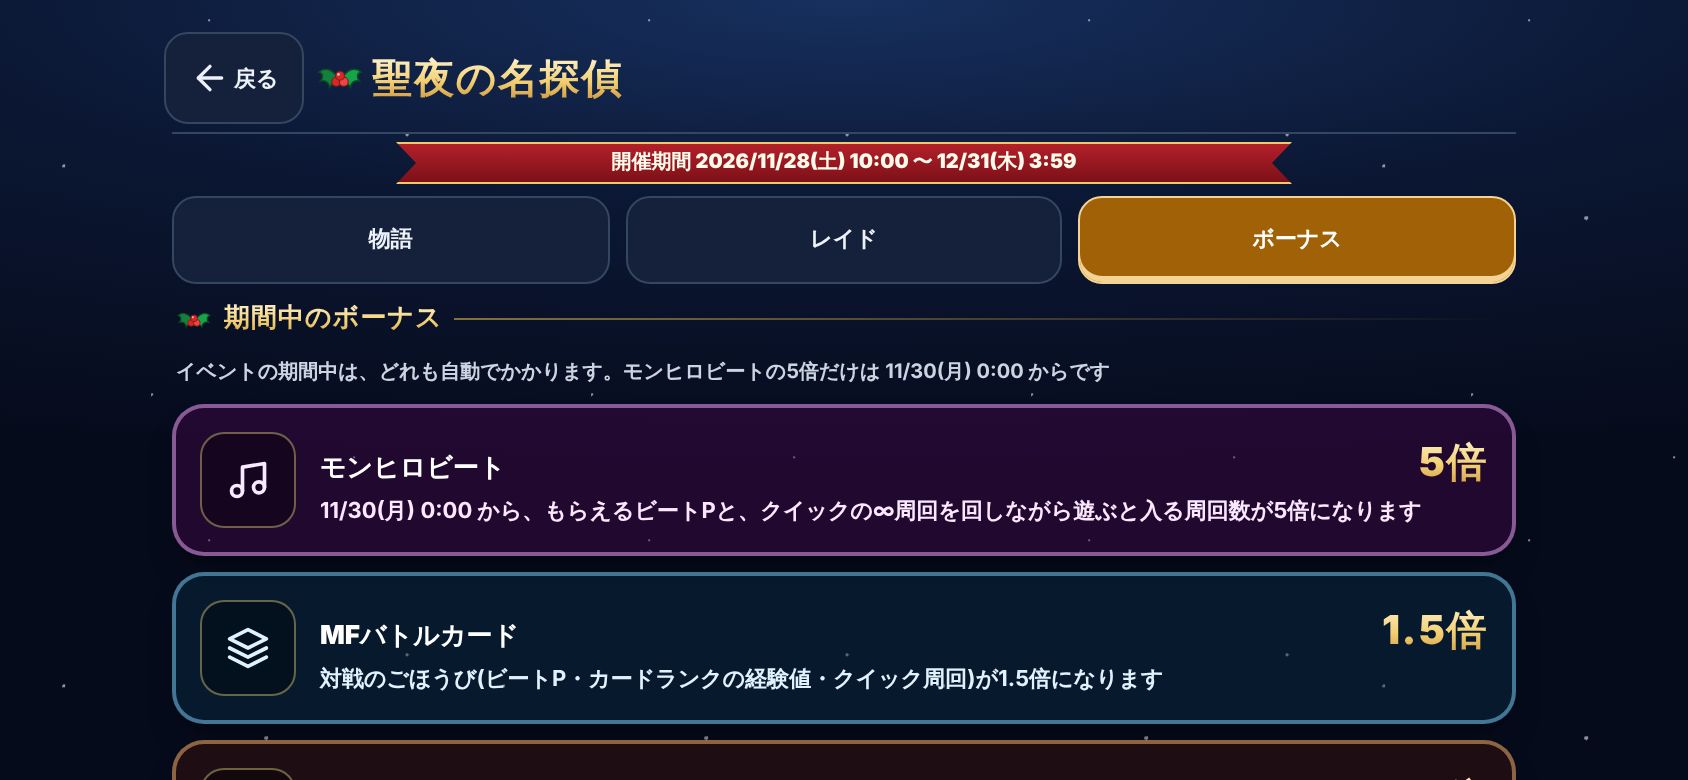 戻る
聖夜の名探偵
開催期間 2026/11/28(土) 10:00 〜 12/31(木) 3:59
物語
レイド
ボーナス
期間中のボーナス
イベントの期間中は、どれも自動でかかります。モンヒロビートの5倍だけは 11/30(月) 0:00 からです
モンヒロビート
5倍
11/30(月) 0:00 から、もらえるビートPと、クイックの∞周回を回しながら遊ぶと入る周回数が5倍になります
MFバトルカード
1.5倍
対戦のごほうび(ビートP・カードランクの経験値・クイック周回)が1.5倍になります